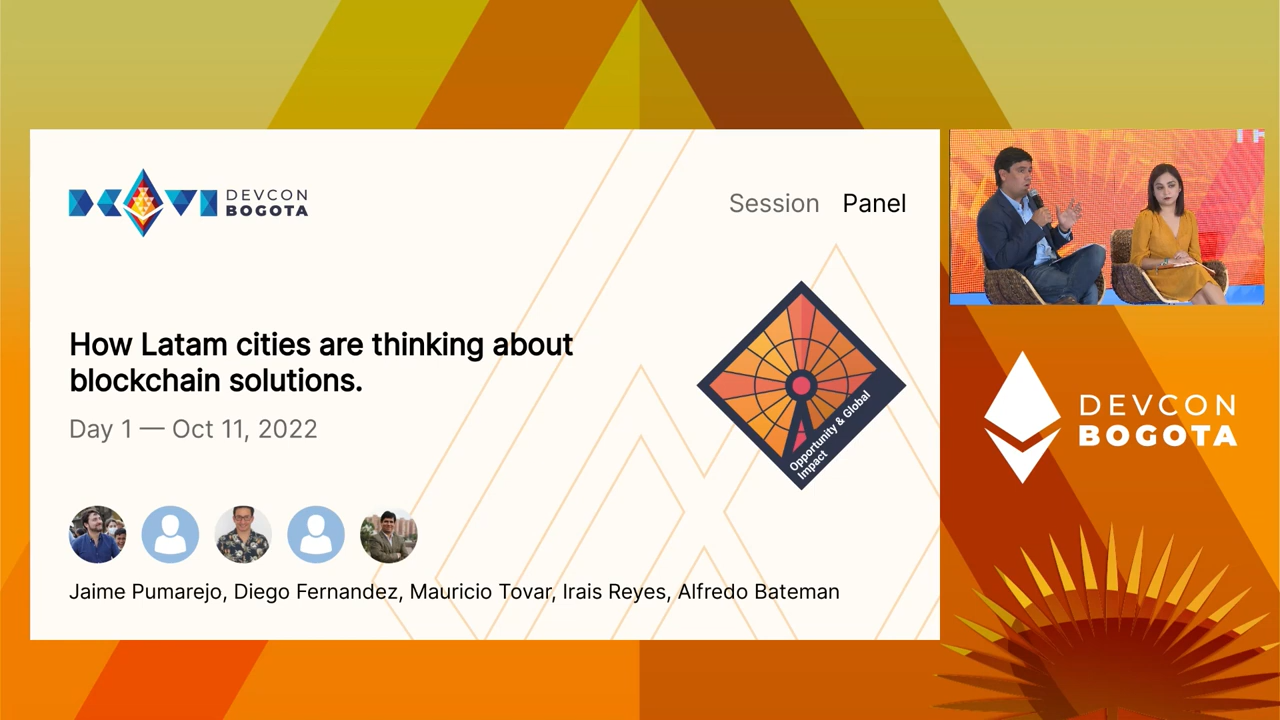 DEVCON
BOGOTA
Session Panel
How Latam cities are thinking about
blockchain solutions.
Day 1 — Oct 11, 2022
Opportunity & Global
Impact
Jaime Pumarejo, Diego Fernandez, Mauricio Tovar, Irais Reyes, Alfredo Bateman
DEVCON
BOGOTA